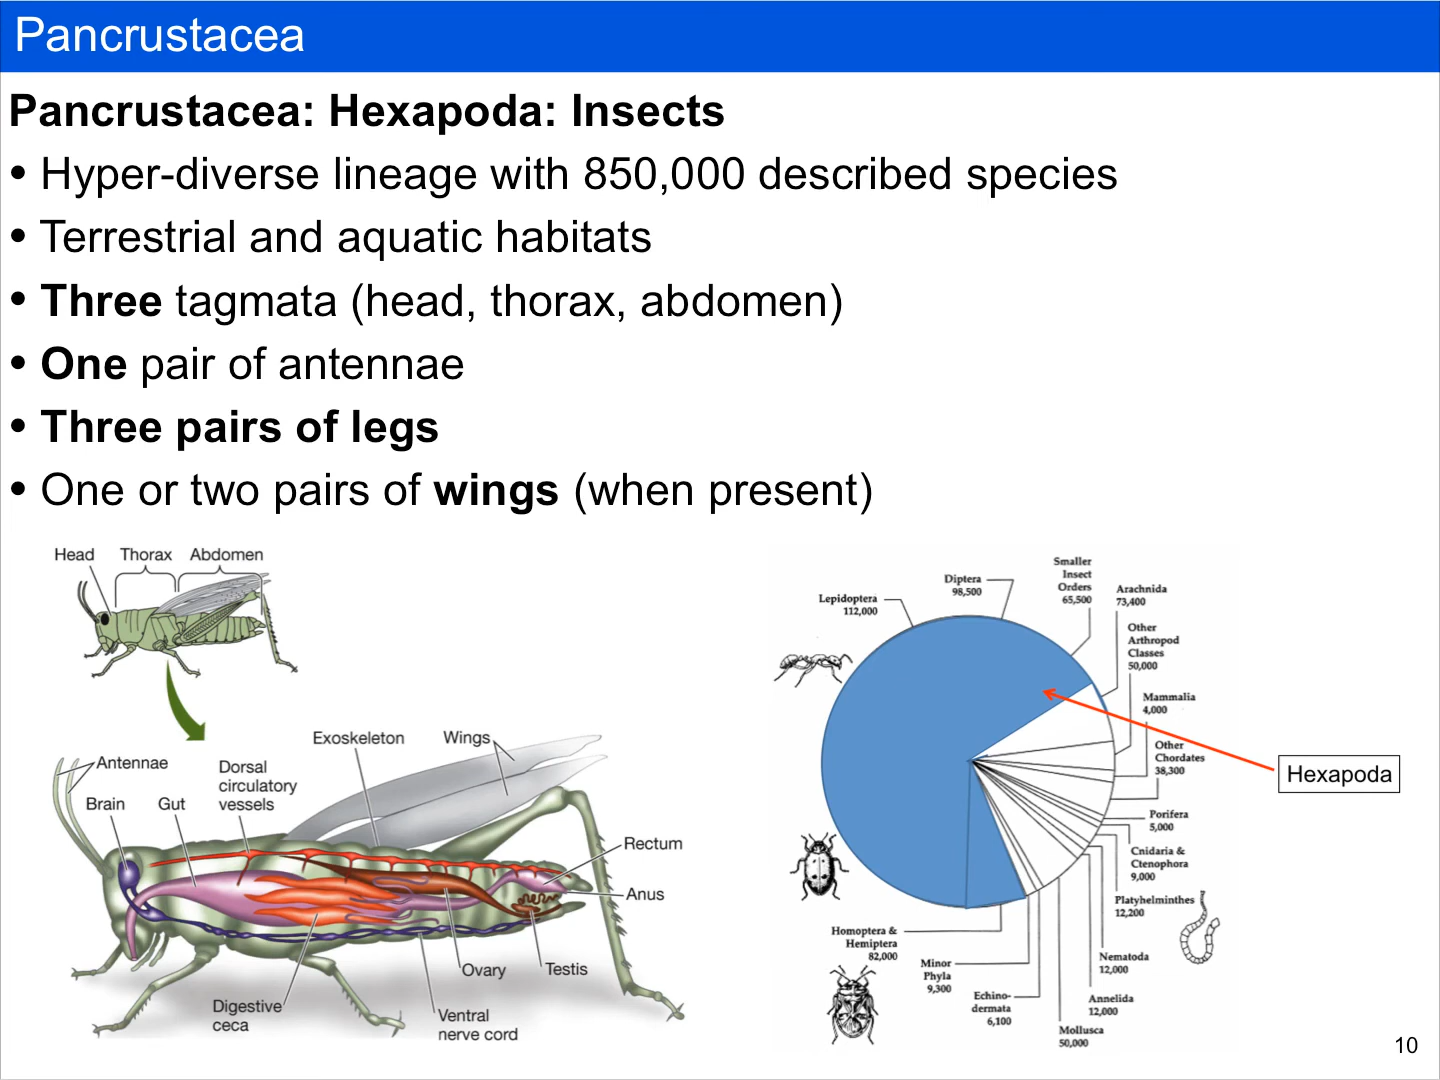 Pancrustacea
Pancrustacea: Hexapoda: Insects
• Hyper-diverse lineage with 850,000 described species
• Terrestrial and aquatic habitats
• Three tagmata (head, thorax, abdomen)
• One pair of antennae
• Three pairs of legs
• One or two pairs of wings (when present)
Head
Thorax
Abdomen
Exoskeleton
Wings
Antennae
Dorsal
circulatory
vessels
Brain
Gut
Rectum
Anus
Ovary
Testis
Digestive
ceca
Ventral
nerve cord
Lepidoptera
112,000
Diptera
98,500
Smaller
Insect
Orders
65,500
Arachnida
73,400
Other
Arthropod
Classes
50,000
Mammalia
4,000
Other
Chordates
38,300
Hexapoda
Porifera
5,000
Cnidaria &
Ctenophora
9,000
Platyhelminthes
12,200
Nematoda
12,000
Annelida
12,000
Mollusca
50,000
Echino-
dermata
6,100
Minor
Phyla
9,300
Homoptera &
Hemiptera
82,000
10